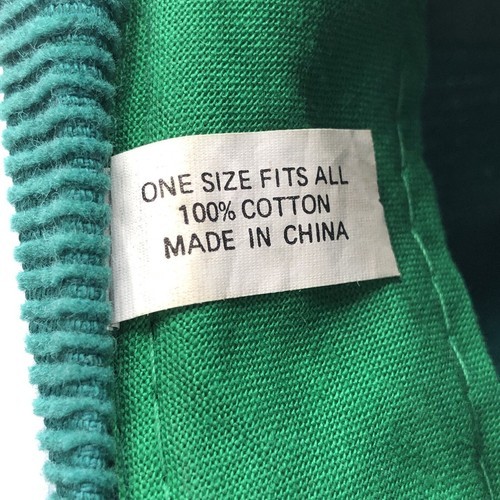 ONE SIZE FITS ALL
100% COTTON
MADE IN CHINA